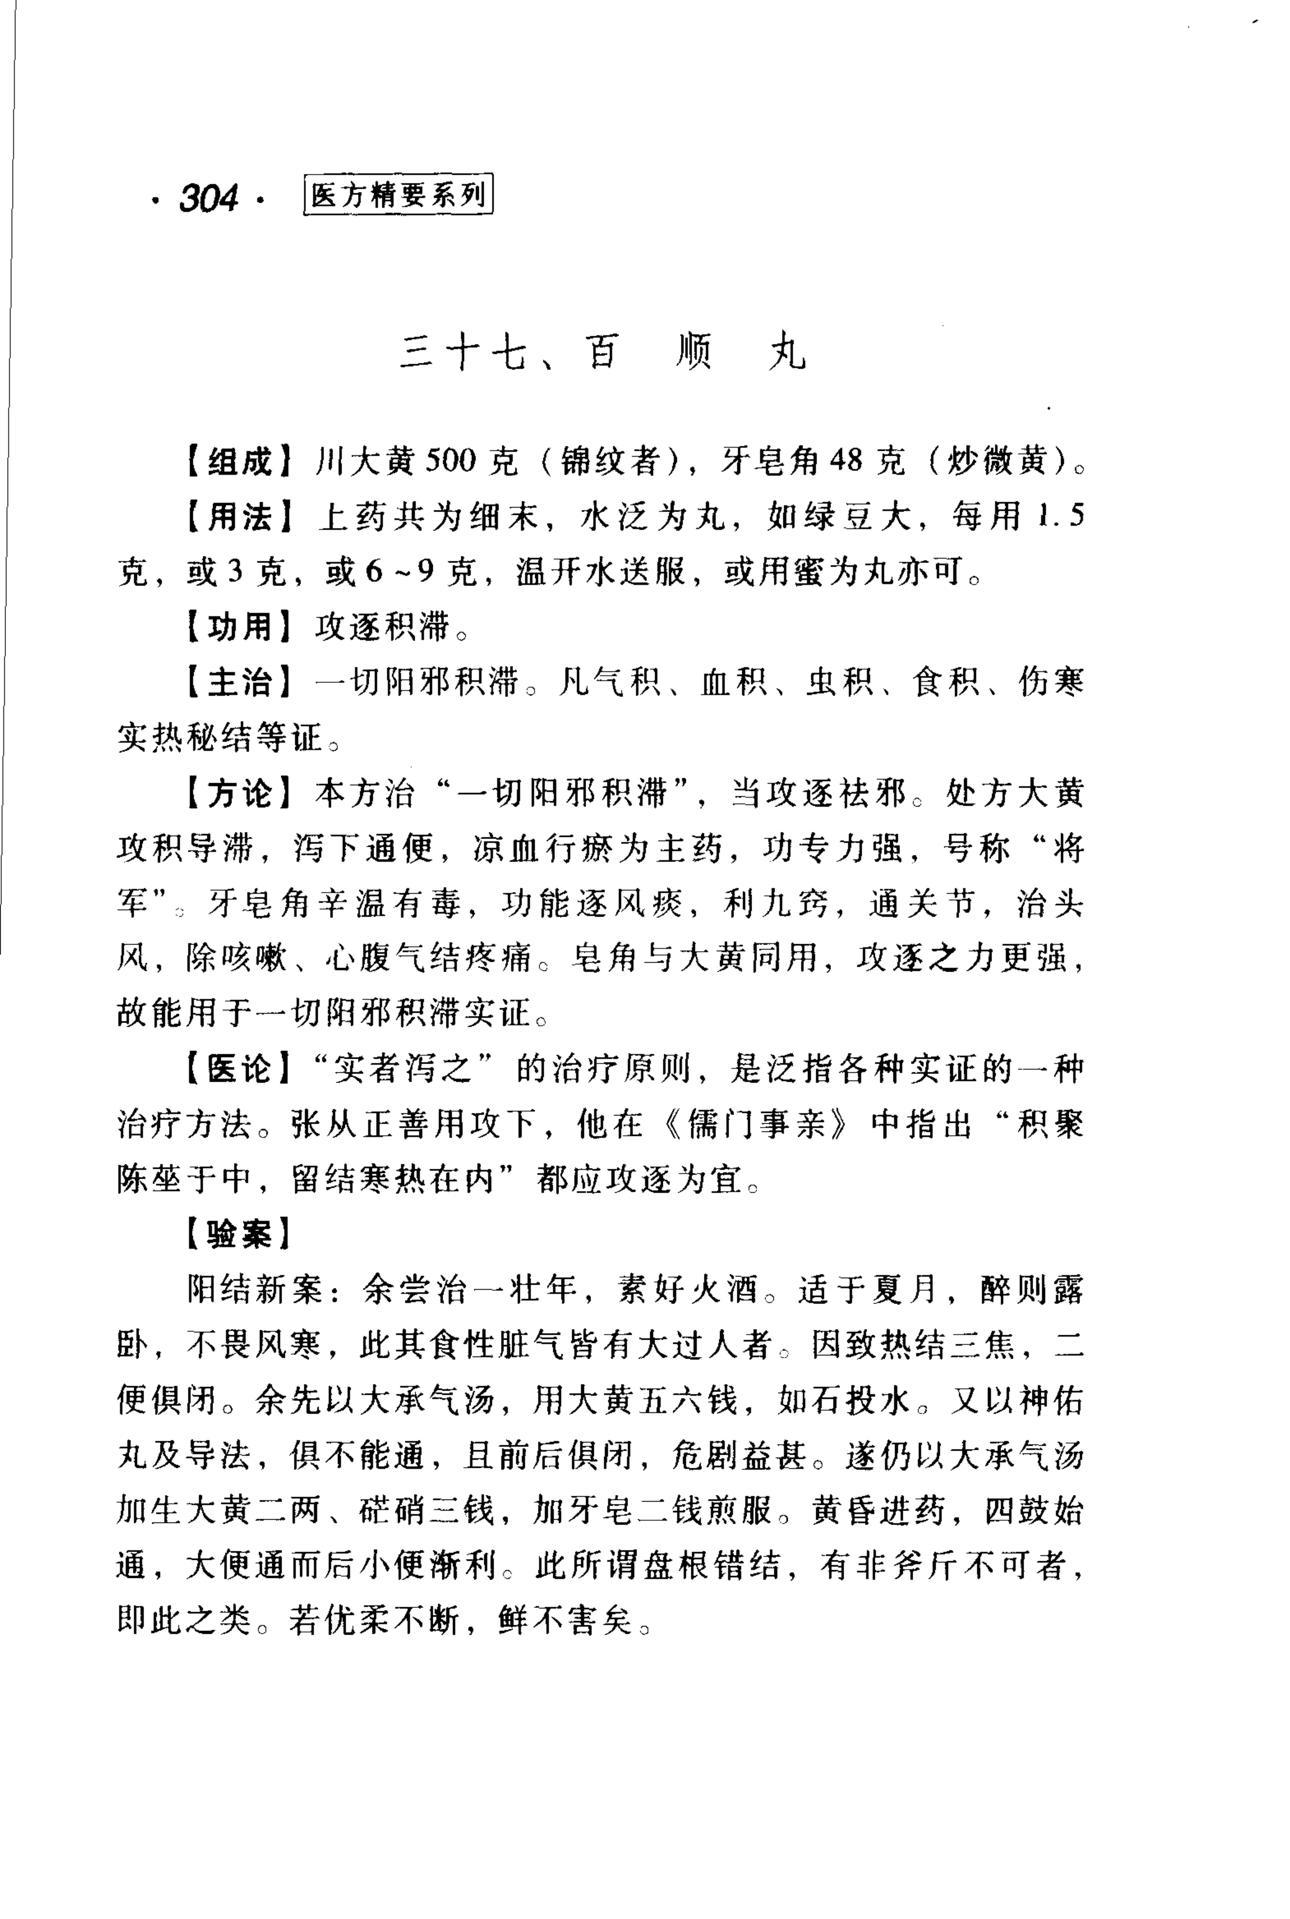 · 304 · 医方精要系列
三十七、百 顺 丸
【组成】川大黄 500 克（锦纹者），牙皂角 48 克（炒微黄）。
【用法】上药共为细末，水泛为丸，如绿豆大，每用 1.5
克，或 3 克，或 6~9 克，温开水送服，或用蜜为丸亦可。
【功用】攻逐积滞。
【主治】一切阳邪积滞。凡气积、血积、虫积、食积、伤寒
实热秘结等证。
【方论】本方治“一切阳邪积滞”，当攻逐祛邪。处方大黄
攻积导滞，泻下通便，凉血行瘀为主药，功专力强，号称“将
军”。牙皂角辛温有毒，功能逐风痰，利九窍，通关节，治头
风，除咳嗽、心腹气结疼痛。皂角与大黄同用，攻逐之力更强，
故能用于一切阳邪积滞实证。
【医论】“实者泻之”的治疗原则，是泛指各种实证的一种
治疗方法。张从正善用攻下，他在《儒门事亲》中指出“积聚
陈莝于中，留结寒热在内”都应攻逐为宜。
【验案】
阳结新案：余尝治一壮年，素好火酒。适于夏月，醉则露
卧，不畏风寒，此其食性脏气皆有大过人者。因致热结三焦，二
便俱闭。余先以大承气汤，用大黄五六钱，如石投水。又以神佑
丸及导法，俱不能通，且前后俱闭，危剧益甚。遂仍以大承气汤
加生大黄二两、硭硝三钱，加牙皂二钱煎服。黄昏进药，四鼓始
通，大便通而后小便渐利。此所谓盘根错结，有非斧斤不可者，
即此之类。若优柔不断，鲜不害矣。